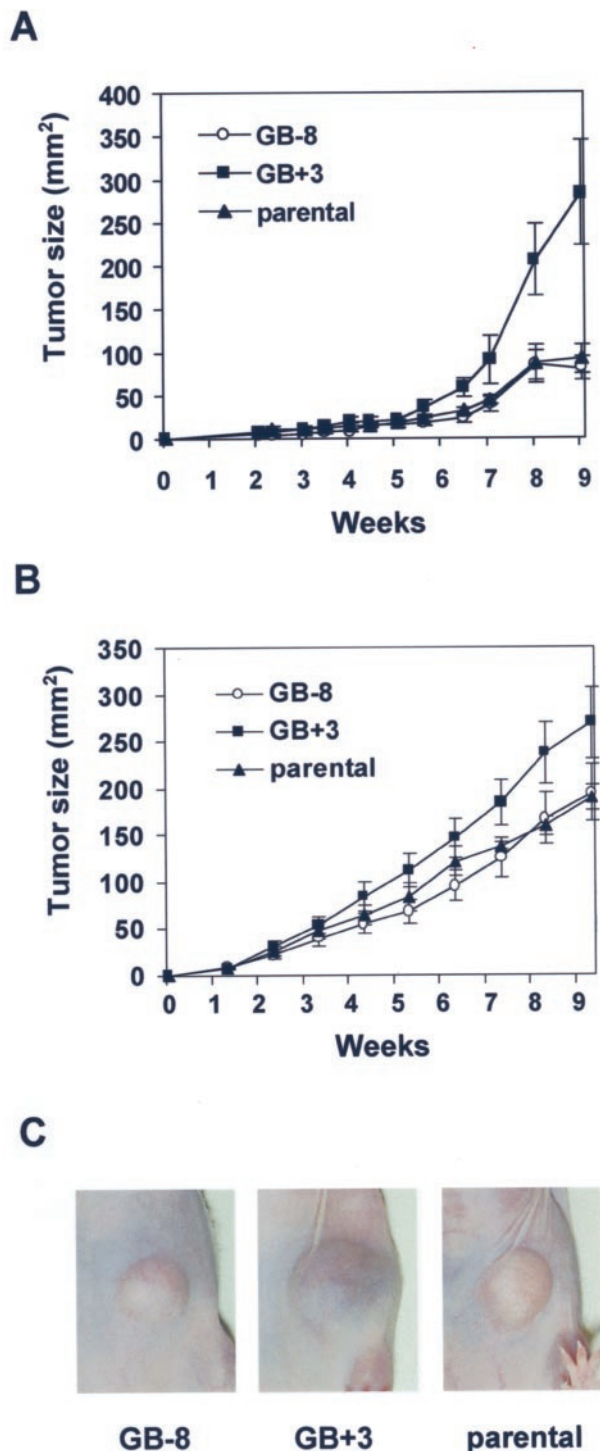 A
Tumor size (mm²)
400
350
300
250
200
150
100
50
0
GB-8
GB+3
parental
0 1 2 3 4 5 6 7 8 9
Weeks
B
Tumor size (mm²)
350
300
250
200
150
100
50
0
GB-8
GB+3
parental
0 1 2 3 4 5 6 7 8 9
Weeks
C
GB-8 GB+3 parental